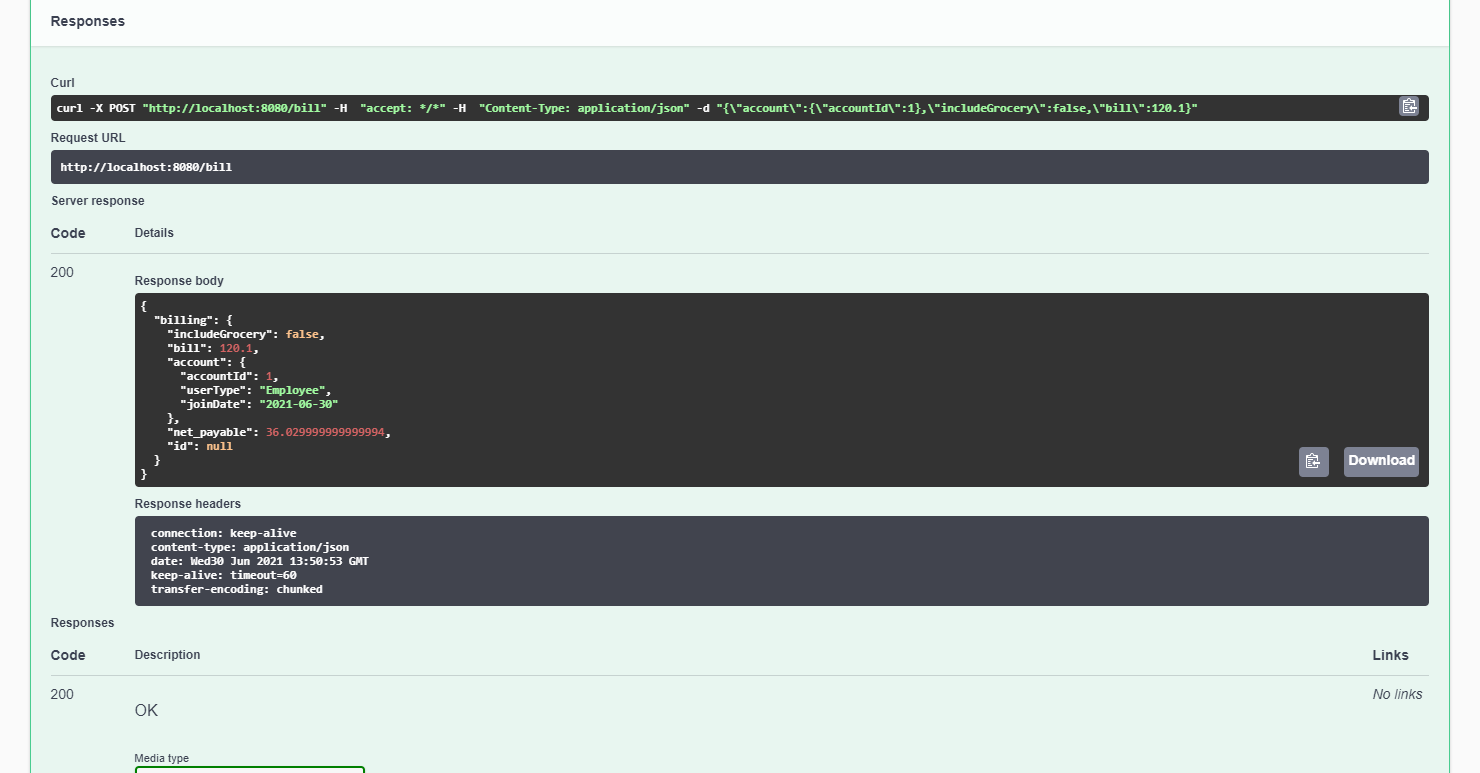 Responses
Curl
curl -X POST "http://localhost:8080/bill" -H  "accept: */*" -H  "Content-Type: application/json" -d "{\"account\":{\"accountId\":1},\"includeGrocery\":false,\"bill\":120.1}"
Request URL
http://localhost:8080/bill
Server response
Code Details
200
Response body
{
  "billing": {
    "includeGrocery": false,
    "bill": 120.1,
    "account": {
      "accountId": 1,
      "userType": "Employee",
      "joinDate": "2021-06-30"
    },
    "net_payable": 36.029999999999994,
    "id": null
  }
}
Download
Response headers
connection: keep-alive
content-type: application/json
date: Wed30 Jun 2021 13:50:53 GMT
keep-alive: timeout=60
transfer-encoding: chunked
Responses
Code Description Links
200 No links
OK
Media type